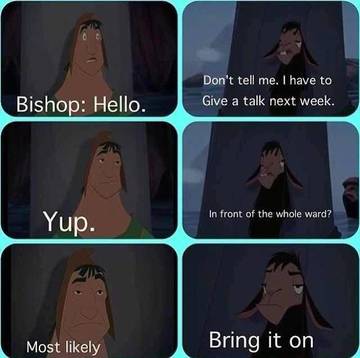 Bishop: Hello.
Don't tell me. I have to
Give a talk next week.
Yup.
In front of the whole ward?
Most likely
Bring it on